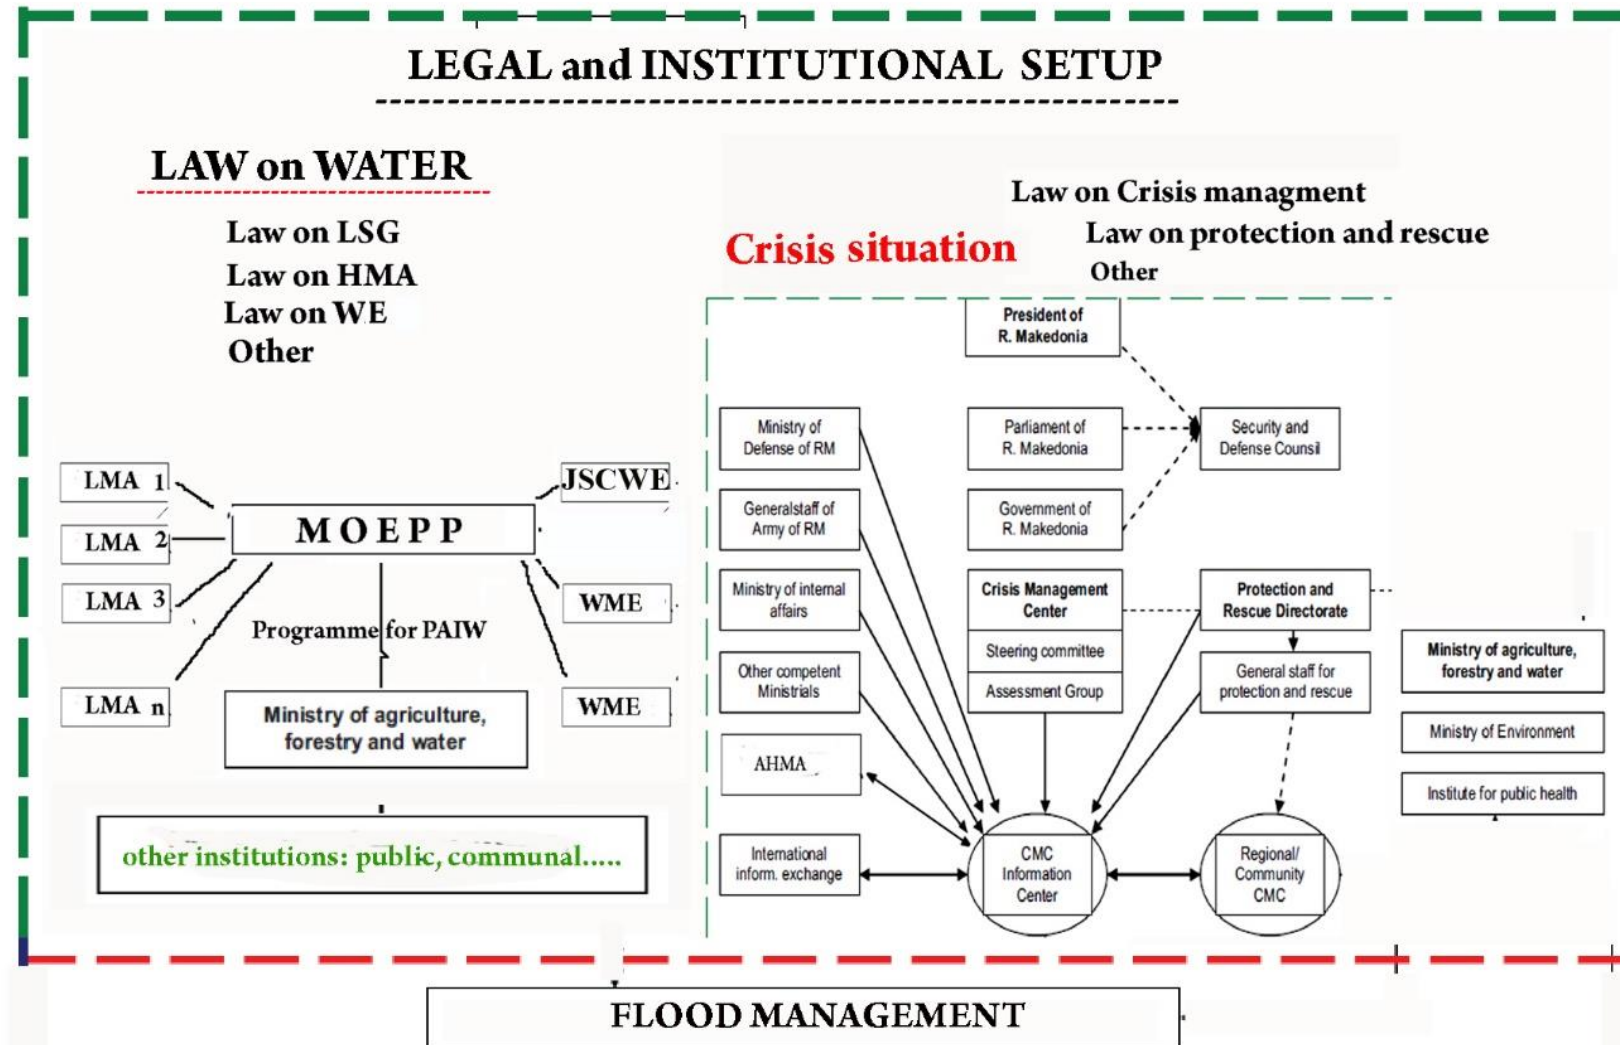 LEGAL and INSTITUTIONAL SETUP
LAW on WATER
Law on LSG
Law on HMA
Law on WE
Other
Law on Crisis managment
Law on protection and rescue
Other
Crisis situation
LMA 1
LMA 2
LMA 3
LMA n
MOEPP
JSCWE
WME
WME
Programme for PAIW
Ministry of agriculture,
forestry and water
other institutions: public, communal.....
President of
R. Makedonia
Ministry of
Defense of RM
Parliament of
R. Makedonia
Security and
Defense Counsil
Generalstaff of
Army of RM
Government of
R. Makedonia
Ministry of internal
affairs
Crisis Management
Center
Steering committee
Assessment Group
Protection and
Rescue Directorate
General staff for
protection and rescue
Other competent
Ministrials
AHMA
International
inform. exchange
CMC
Information
Center
Regional/
Community
CMC
Ministry of agriculture,
forestry and water
Ministry of Environment
Institute for public health
FLOOD MANAGEMENT